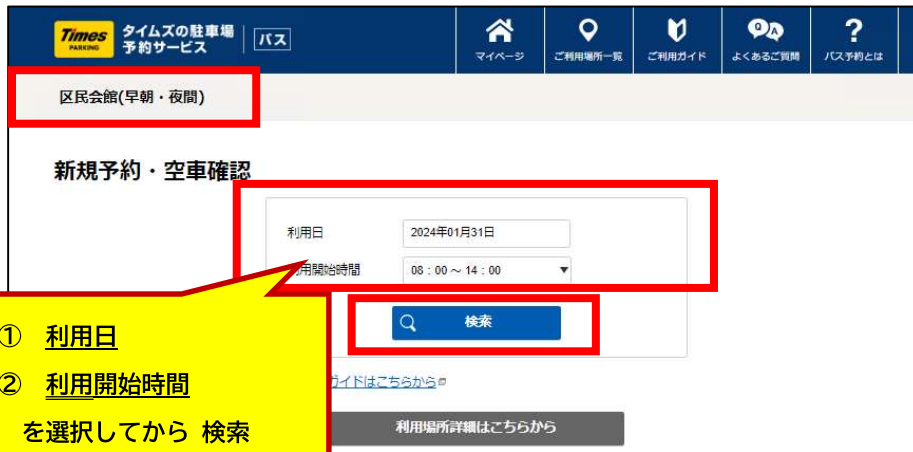 Times
PARKING
タイムズの駐車場
予約サービス
バス
マイページ
ご利用場所一覧
ご利用ガイド
よくあるご質問
バス予約とは
区民会館(早朝・夜間)
新規予約・空車確認
利用日
2024年01月31日
用開始時間
08：00～14：00
検索
ガイドはこちらから
利用場所詳細はこちらから
① 利用日
② 利用開始時間
を選択してから 検索